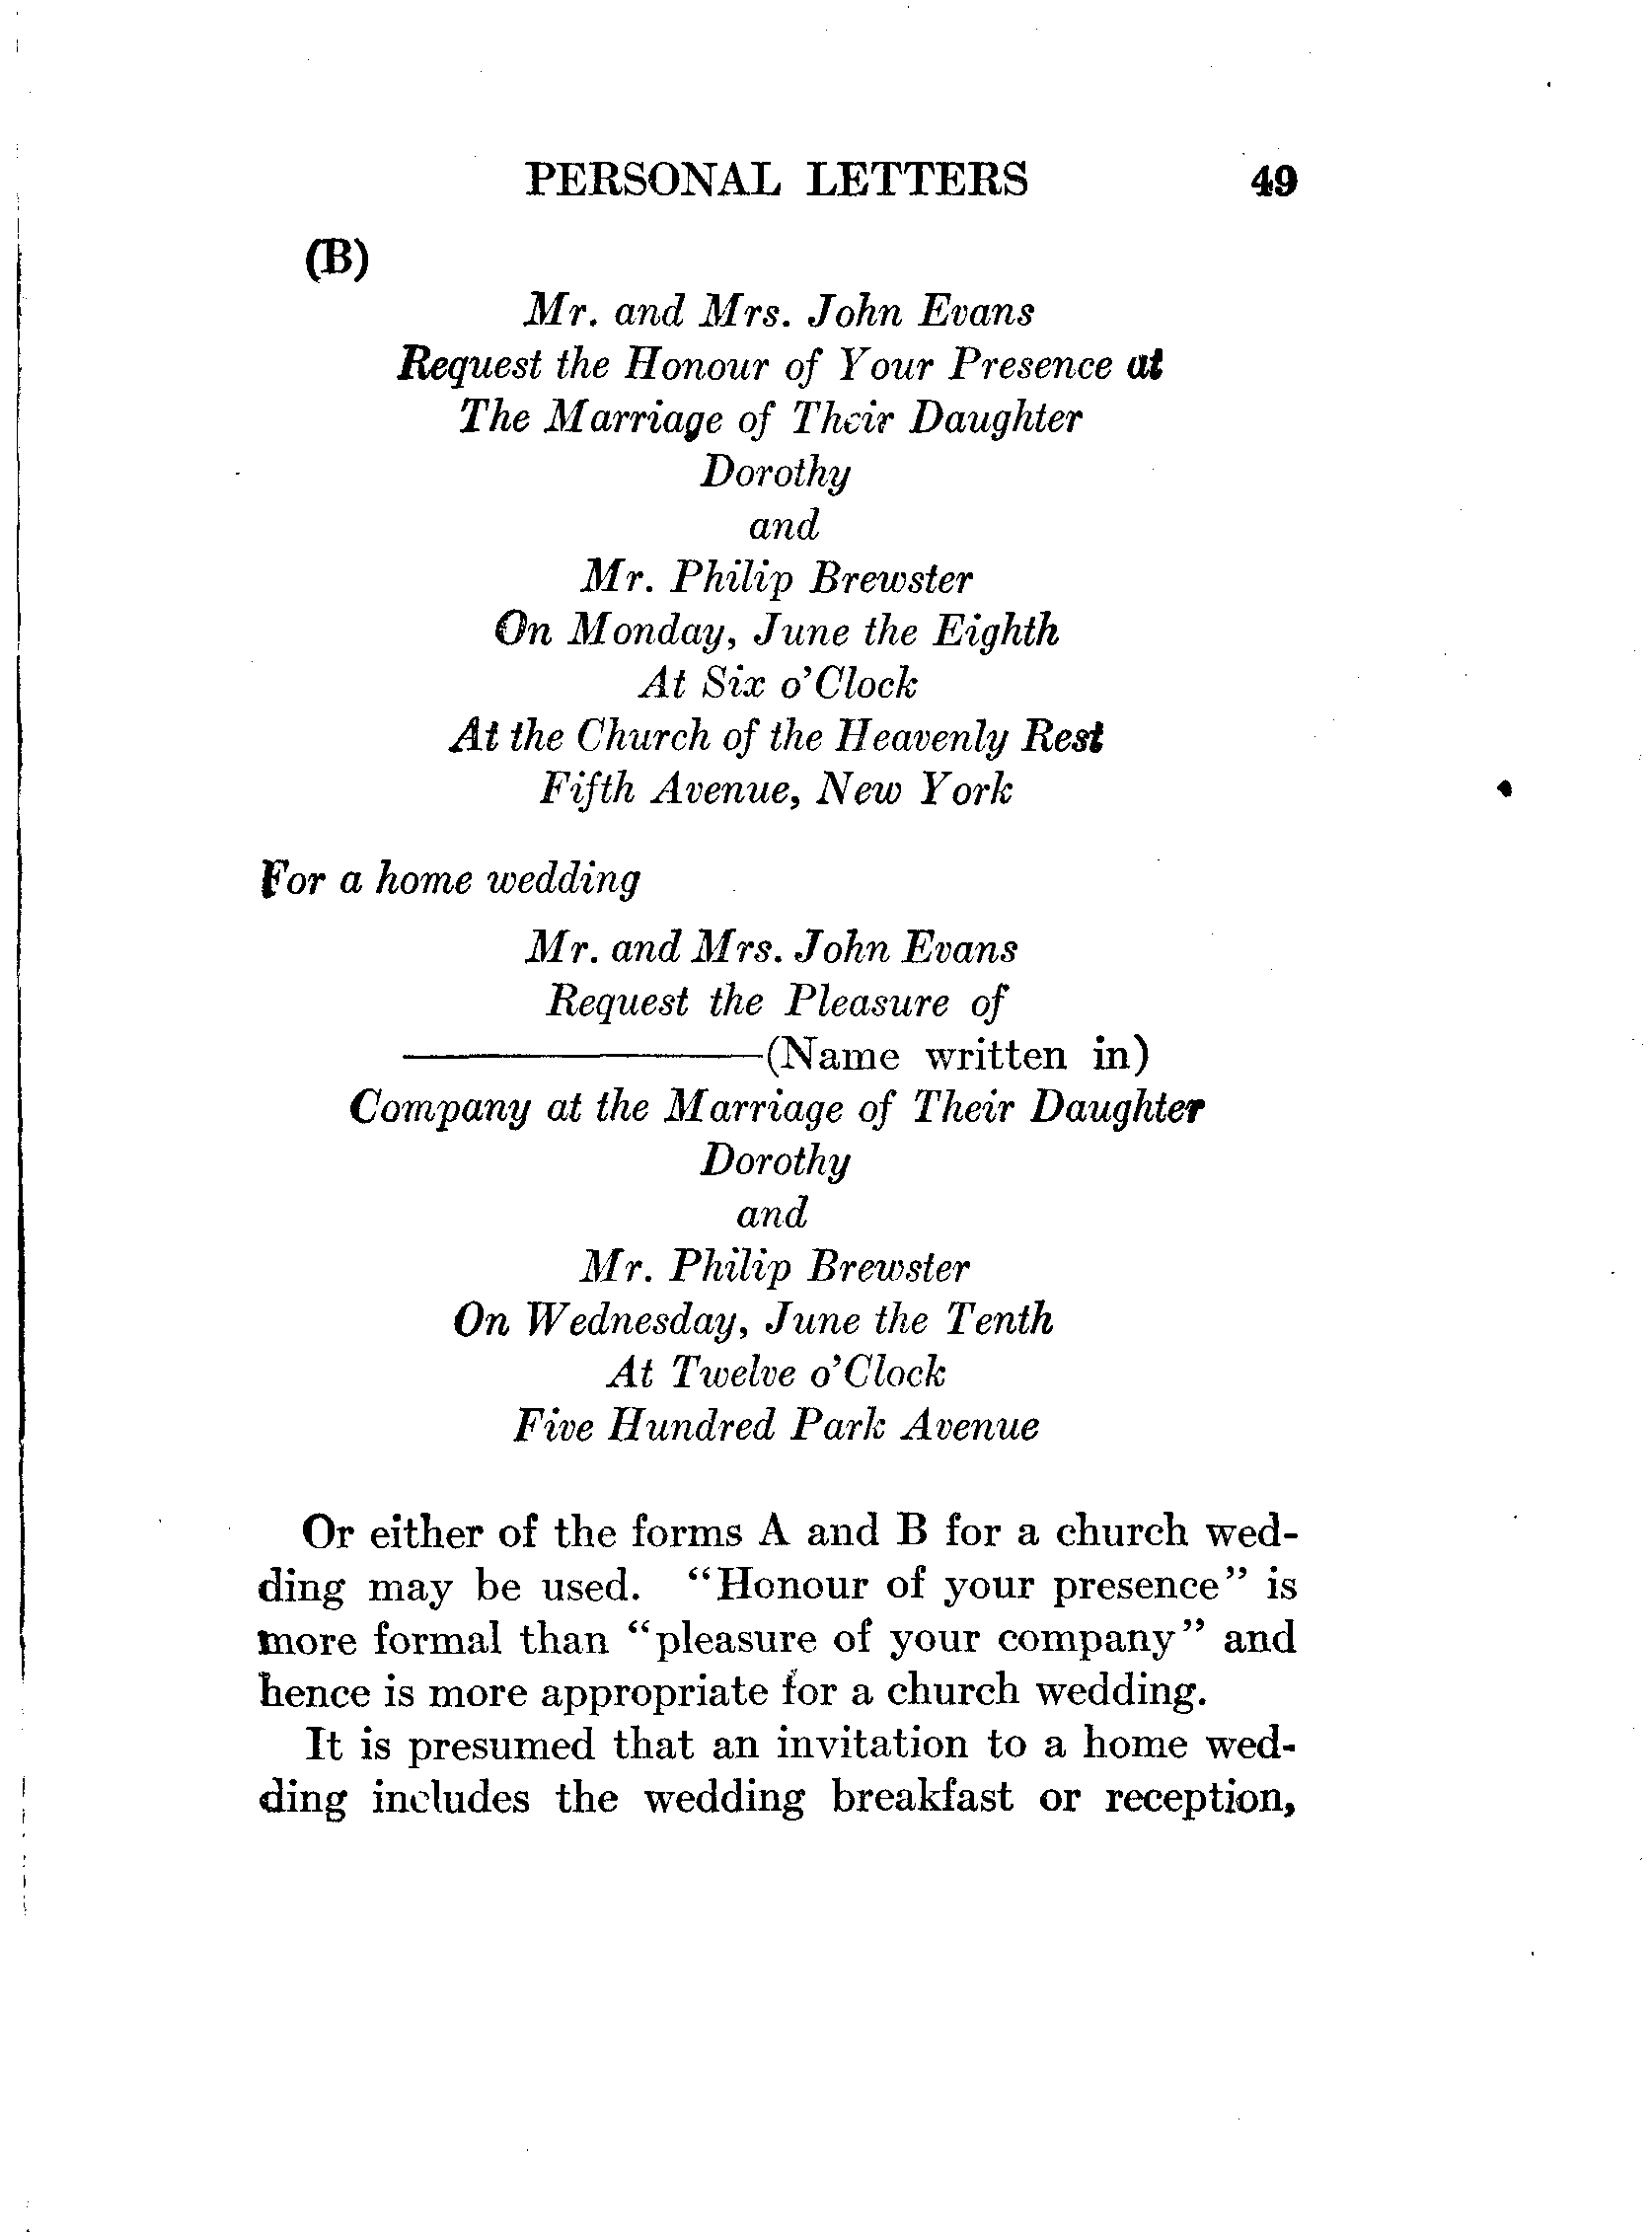 PERSONAL LETTERS 49
(B)
Mr. and Mrs. John Evans
Request the Honour of Your Presence at
The Marriage of Their Daughter
Dorothy
and
Mr. Philip Brewster
On Monday, June the Eighth
At Six o'Clock
At the Church of the Heavenly Rest
Fifth Avenue, New York
For a home wedding
Mr. and Mrs. John Evans
Request the Pleasure of
—————(Name written in)
Company at the Marriage of Their Daughter
Dorothy
and
Mr. Philip Brewster
On Wednesday, June the Tenth
At Twelve o'Clock
Five Hundred Park Avenue
Or either of the forms A and B for a church wed-
ding may be used. "Honour of your presence" is
more formal than "pleasure of your company" and
hence is more appropriate for a church wedding.
It is presumed that an invitation to a home wed-
ding includes the wedding breakfast or reception,